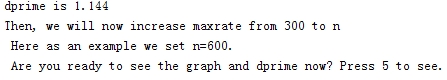 dprime is 1.144
Then, we will now increase maxrate from 300 to n
Here as an example we set n=600.
Are you ready to see the graph and dprime now? Press 5 to see.